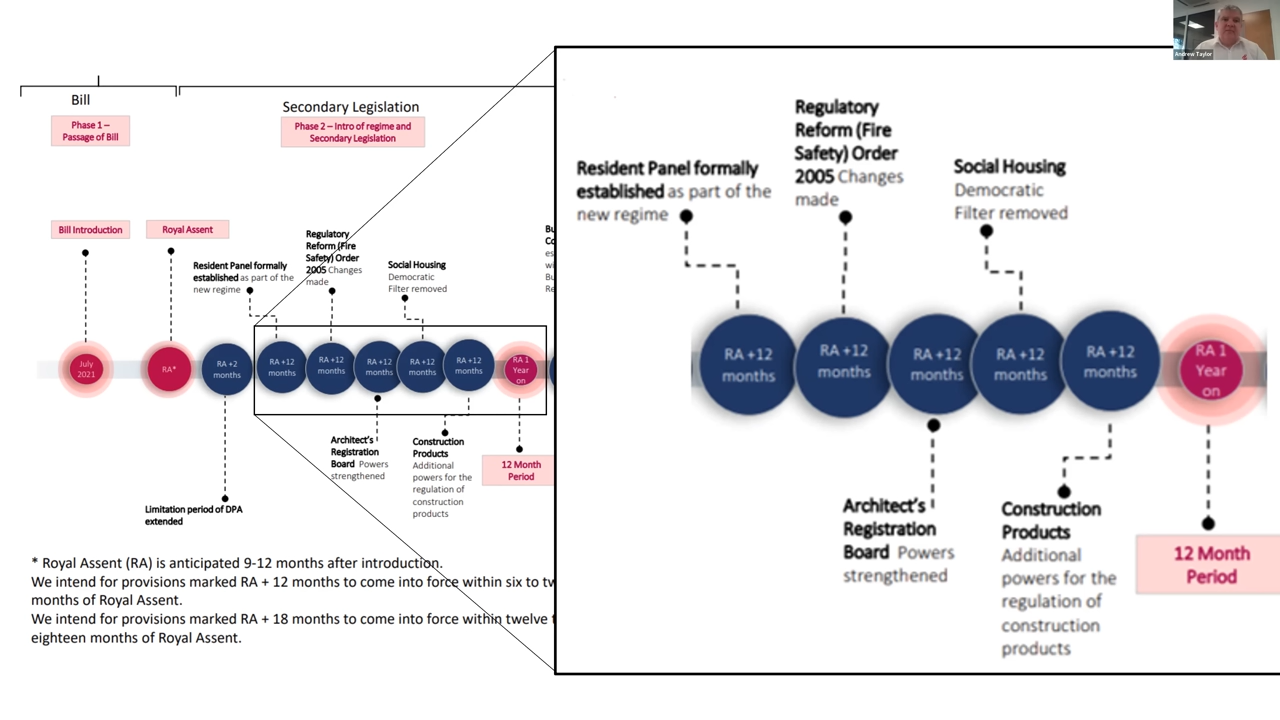 Bill
Secondary Legislation
Phase 1 –
Passage of Bill
Phase 2 – Intro of regime and
Secondary Legislation
Bill Introduction
Royal Assent
Resident Panel formally
established as part of the
new regime
Regulatory
Reform (Fire
Safety) Order
2005 Changes
made
Social Housing
Democratic
Filter removed
July
2021
RA*
RA +2
months
RA +12
months
RA +12
months
RA +12
months
RA +12
months
RA +12
months
RA 1
Year
on
Limitation period of DPA
extended
Architect's
Registration
Board Powers
strengthened
Construction
Products
Additional
powers for the
regulation of
construction
products
12 Month
Period
* Royal Assent (RA) is anticipated 9-12 months after introduction.
We intend for provisions marked RA + 12 months to come into force within six to
months of Royal Assent.
We intend for provisions marked RA + 18 months to come into force within twelve
eighteen months of Royal Assent.
Resident Panel formally
established as part of the
new regime
Regulatory
Reform (Fire
Safety) Order
2005 Changes
made
Social Housing
Democratic
Filter removed
RA +12
months
RA +12
months
RA +12
months
RA +12
months
RA +12
months
RA 1
Year
on
Architect's
Registration
Board Powers
strengthened
Construction
Products
Additional
powers for the
regulation of
construction
products
12 Month
Period
Andrew Taylor